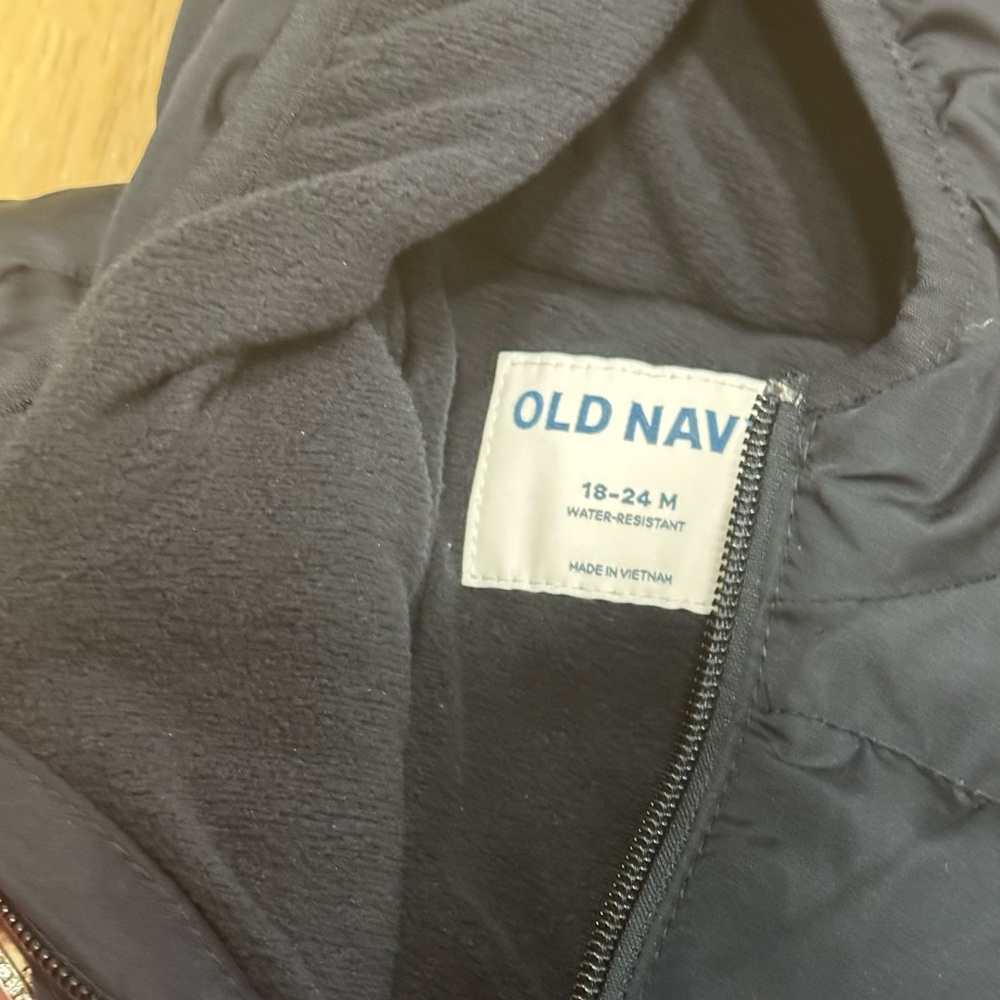 OLD NAV
18-24 M
WATER-RESISTANT
MADE IN VIETNAM